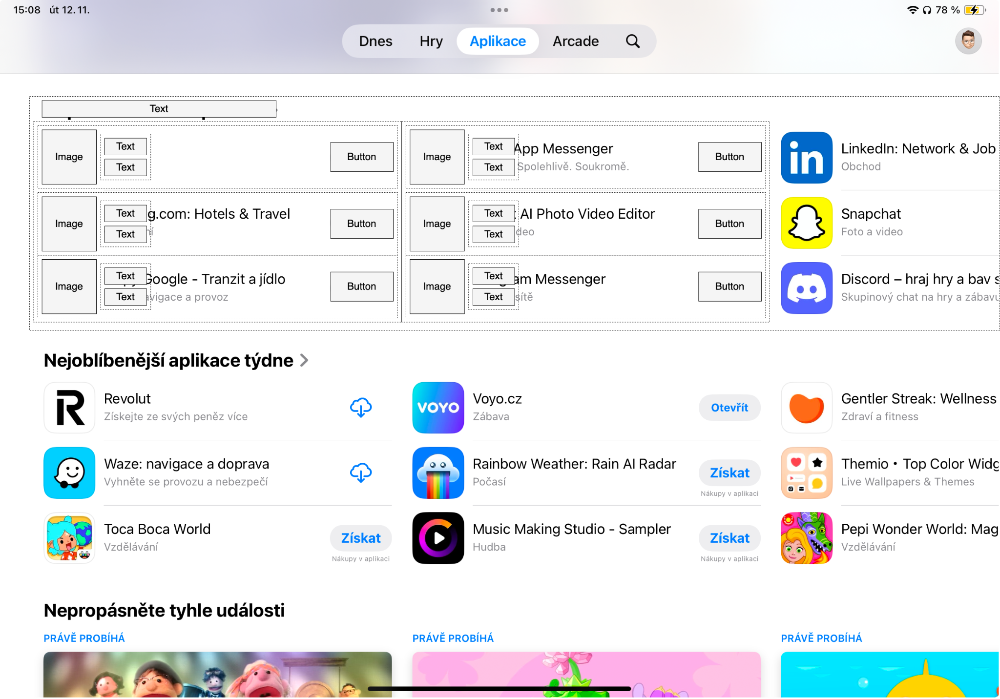 15:08 út 12. 11.
78 %
Dnes Hry Aplikace Arcade
Text
Image Text Button
Text
Image Text App Messenger Button
Text Spolehlivě. Soukromě.
LinkedIn: Network & Job
Obchod
Image Text g.com: Hotels & Travel Button
Text
Image Text AI Photo Video Editor Button
Text deo
Snapchat
Foto a video
Image Text Google - Tranzit a jídlo Button
Text avigace a provoz
Image Text am Messenger Button
Text sítě
Discord – hraj hry a bav s
Skupinový chat na hry a zábavu
Nejoblíbenější aplikace týdne
Revolut
Získejte ze svých peněz více
VOYO
Voyo.cz
Zábava
Otevřít
Gentler Streak: Wellness
Zdraví a fitness
Waze: navigace a doprava
Vyhněte se provozu a nebezpečí
Rainbow Weather: Rain AI Radar
Počasí
Získat
Nákupy v aplikaci
Themio • Top Color Widg
Live Wallpapers & Themes
Toca Boca World
Vzdělávání
Získat
Nákupy v aplikaci
Music Making Studio - Sampler
Hudba
Získat
Nákupy v aplikaci
Pepi Wonder World: Mag
Vzdělávání
Nepropásněte tyhle události
PRÁVĚ PROBÍHÁ
PRÁVĚ PROBÍHÁ
PRÁVĚ PROBÍHÁ